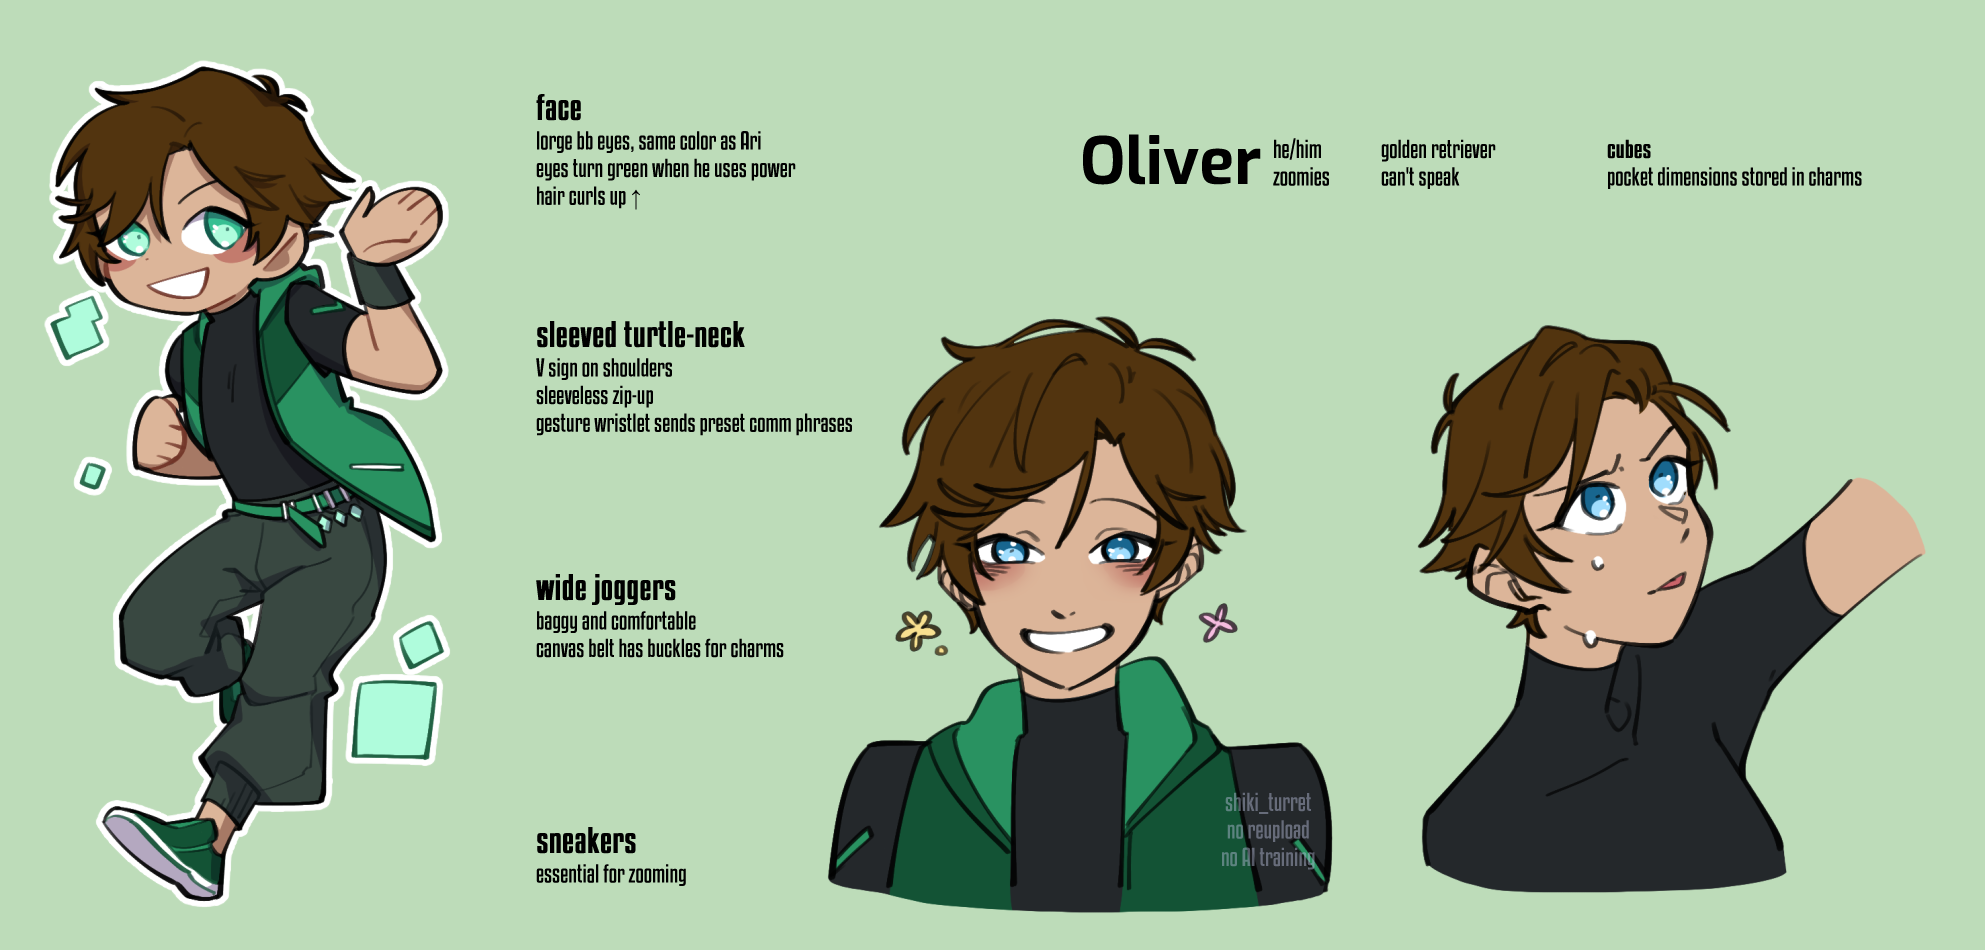 face
lorge bb eyes, same color as Ari
eyes turn green when he uses power
hair curls up ↑
sleeved turtle-neck
V sign on shoulders
sleeveless zip-up
gesture wristlet sends preset comm phrases
wide joggers
baggy and comfortable
canvas belt has buckles for charms
sneakers
essential for zooming
Oliver
he/him
zoomies
golden retriever
can't speak
cubes
pocket dimensions stored in charms
shiki_turret
no reupload
no AI training